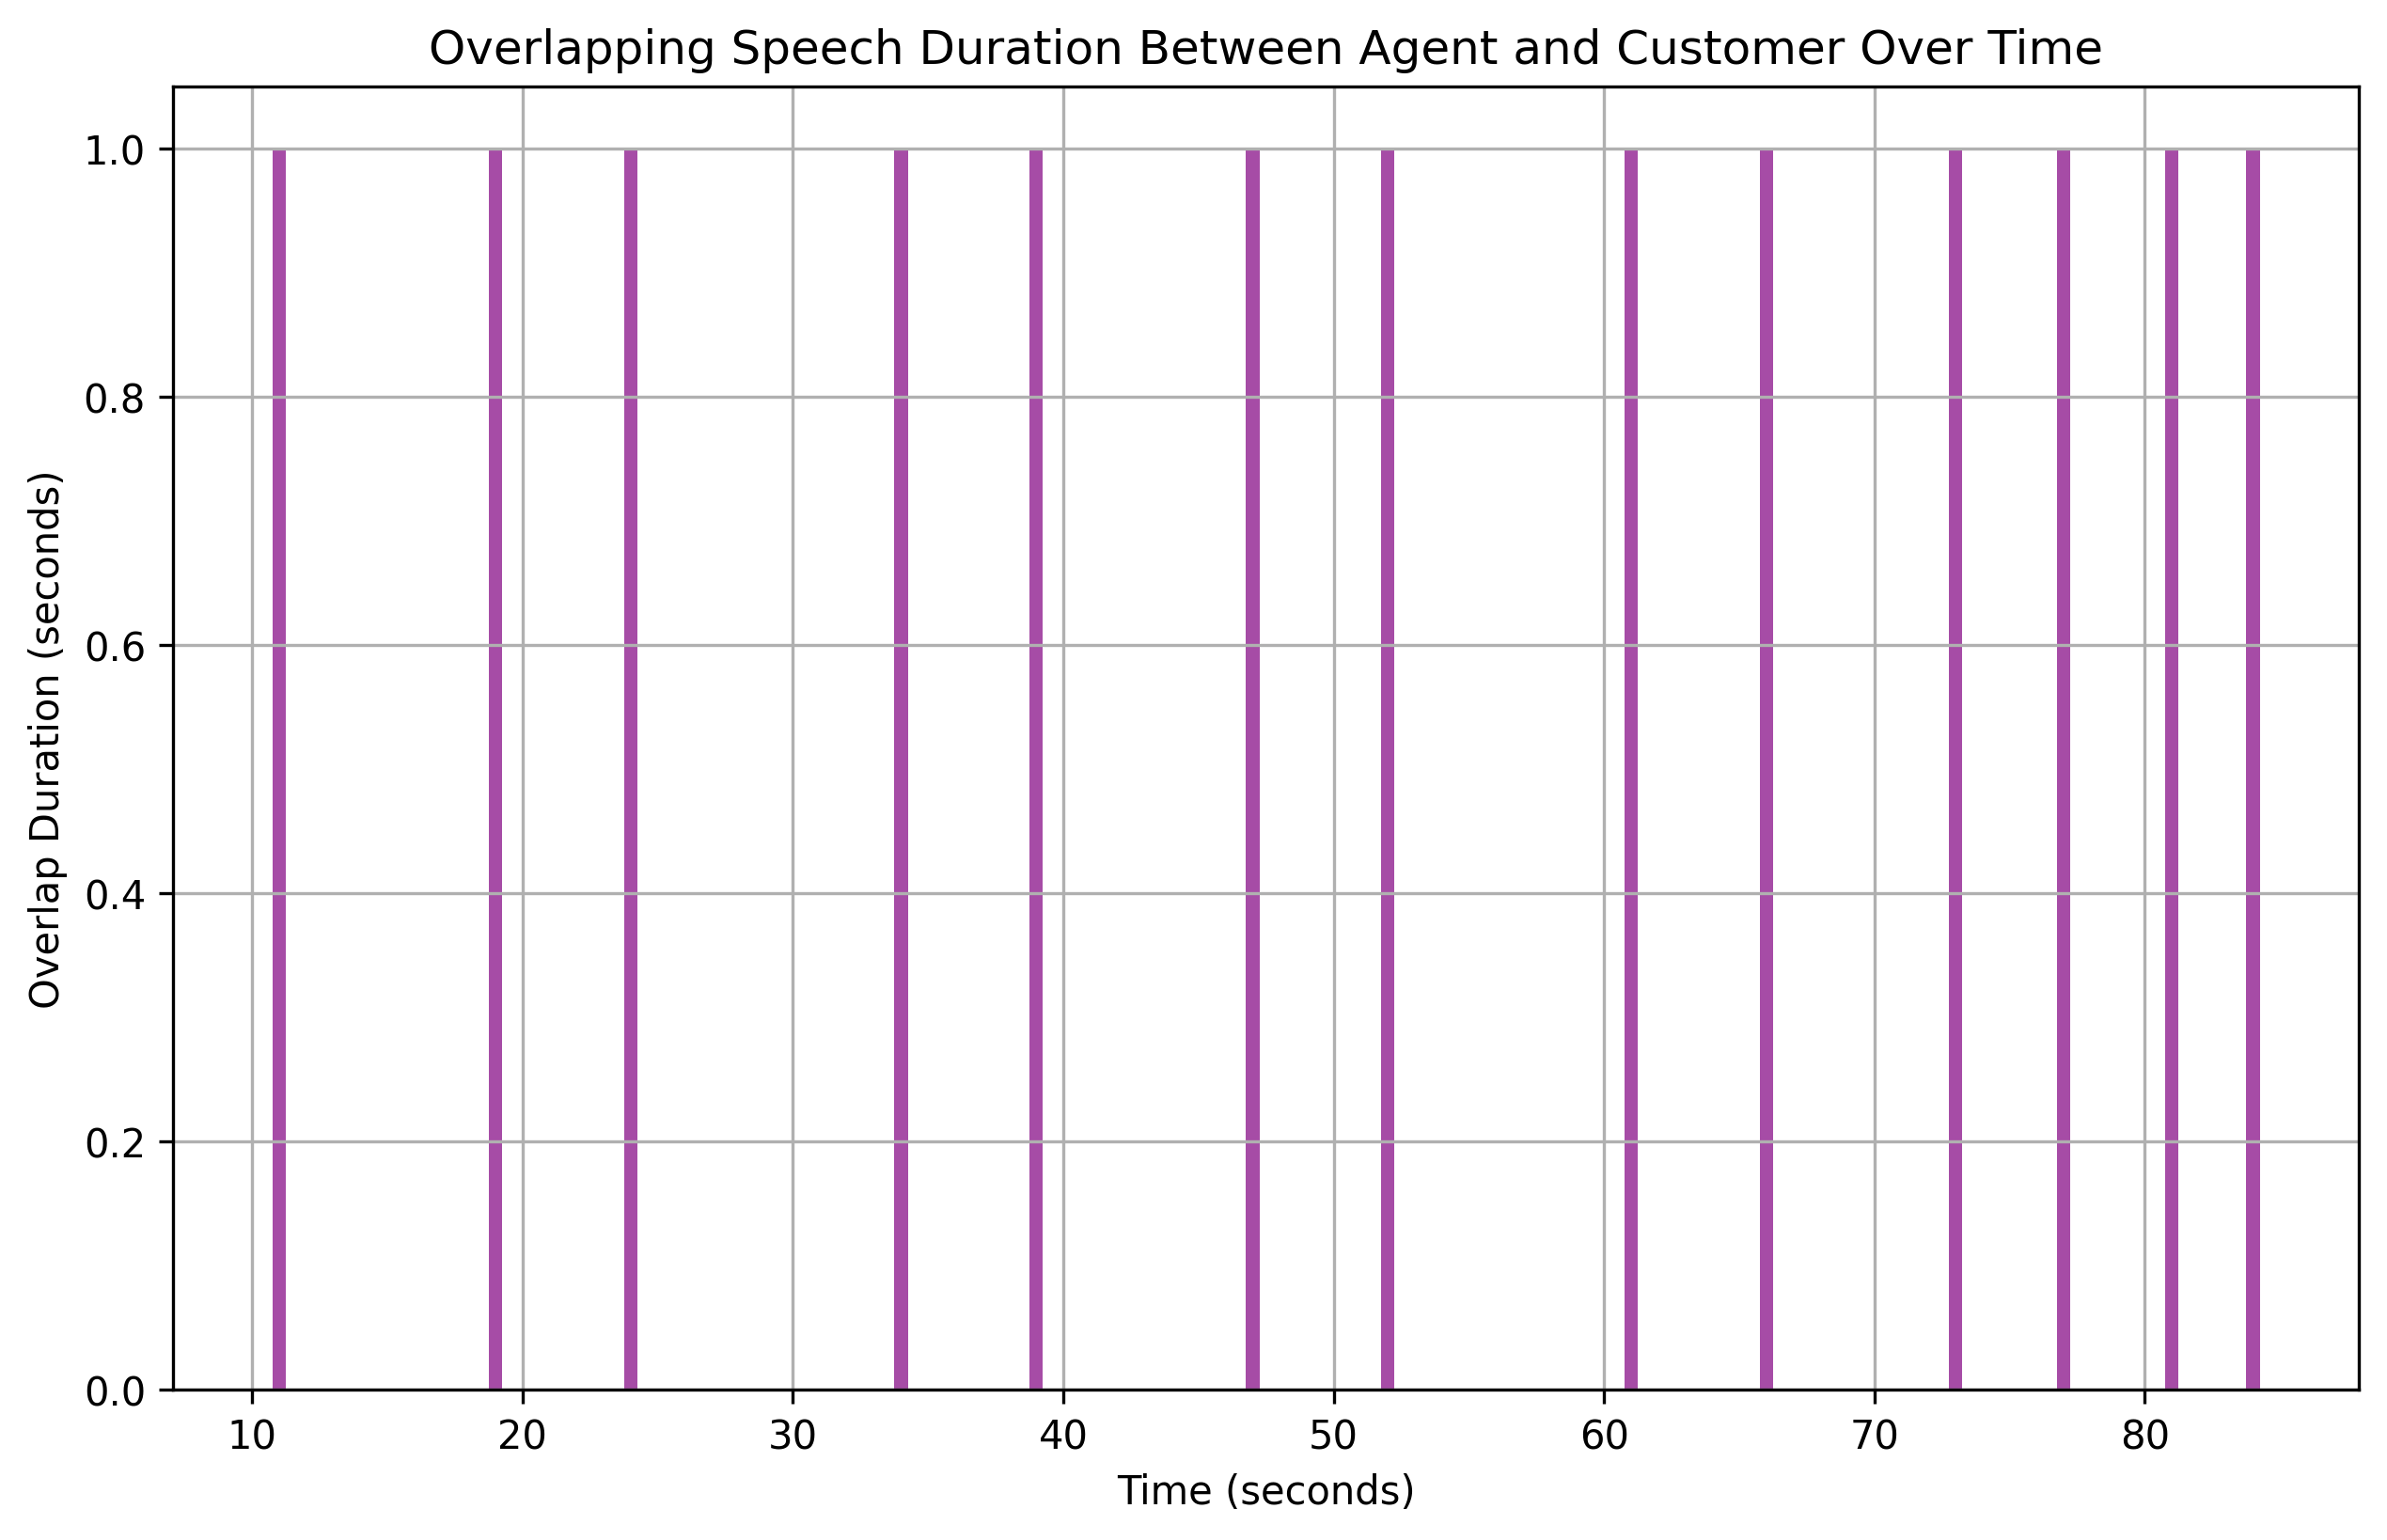 Overlapping Speech Duration Between Agent and Customer Over Time
Overlap Duration (seconds)
1.0
0.8
0.6
0.4
0.2
0.0
10 20 30 40 50 60 70 80
Time (seconds)